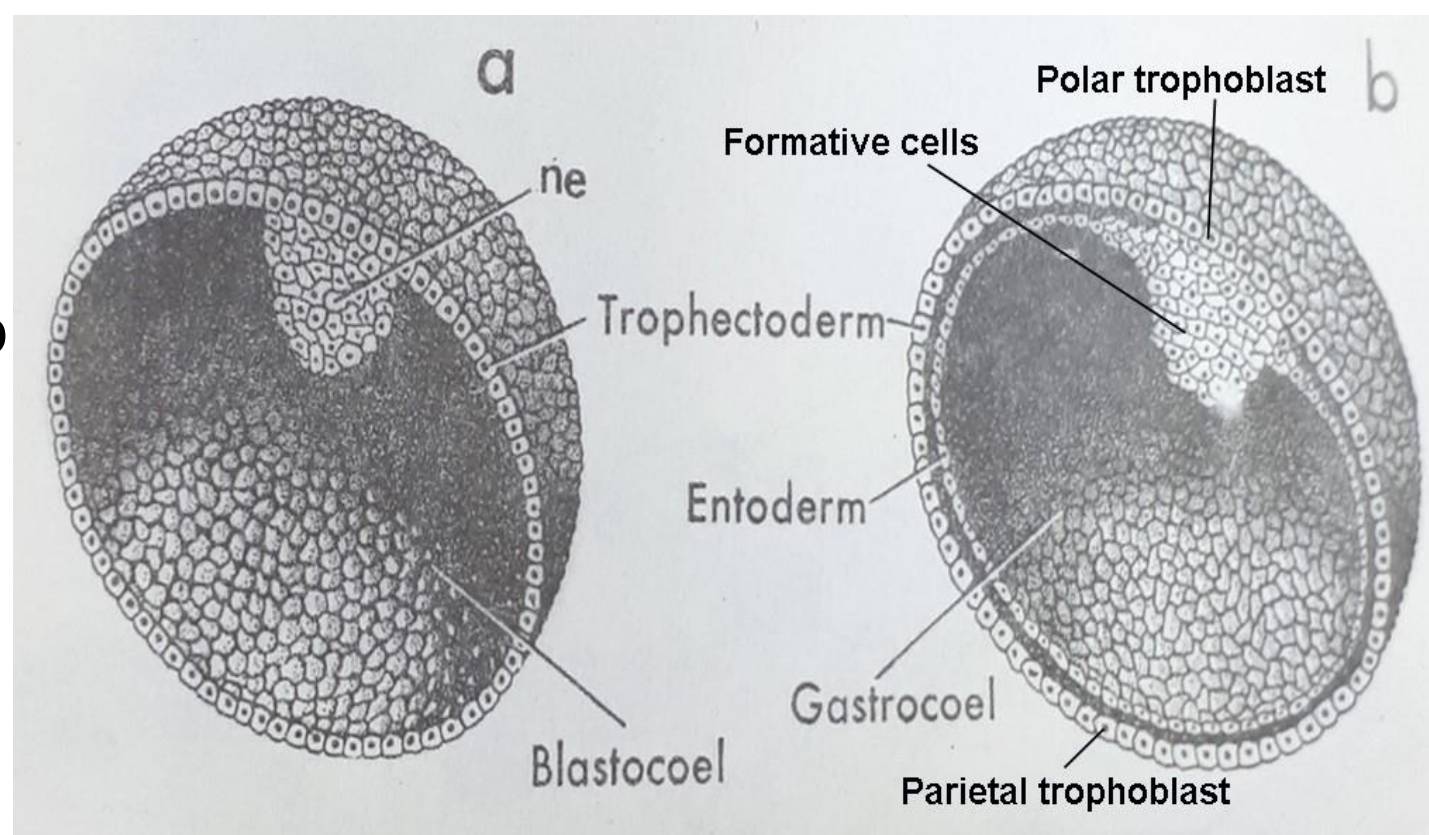 a
b
Polar trophoblast
Formative cells
ne
Trophectoderm
Entoderm
Gastrocoel
Blastocoel
Parietal trophoblast